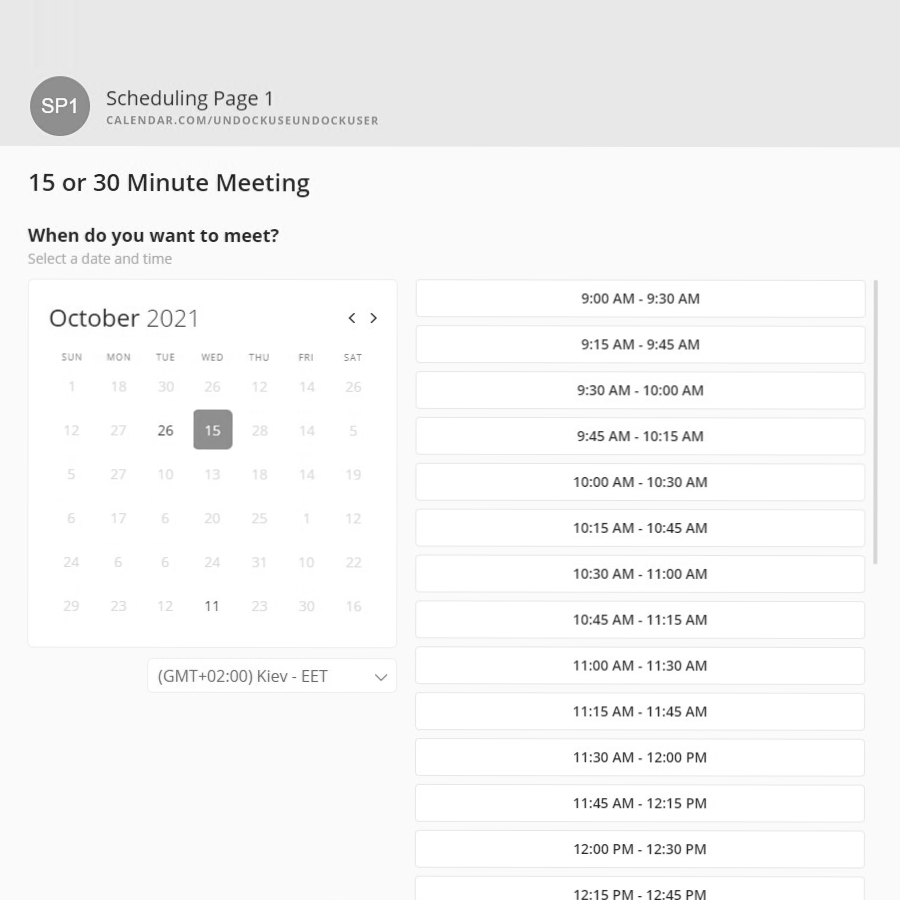 SP1
Scheduling Page 1
CALENDAR.COM/UNDOCKUSEUNDOCKUSER
15 or 30 Minute Meeting
When do you want to meet?
Select a date and time
October 2021
SUN MON TUE WED THU FRI SAT
1 18 30 26 12 14 26
12 27 26 15 28 14 5
5 27 10 13 18 14 19
6 17 6 20 25 1 12
24 6 6 24 31 10 22
29 23 12 11 23 30 16
(GMT+02:00) Kiev - EET
9:00 AM - 9:30 AM
9:15 AM - 9:45 AM
9:30 AM - 10:00 AM
9:45 AM - 10:15 AM
10:00 AM - 10:30 AM
10:15 AM - 10:45 AM
10:30 AM - 11:00 AM
10:45 AM - 11:15 AM
11:00 AM - 11:30 AM
11:15 AM - 11:45 AM
11:30 AM - 12:00 PM
11:45 AM - 12:15 PM
12:00 PM - 12:30 PM
12:15 PM - 12:45 PM